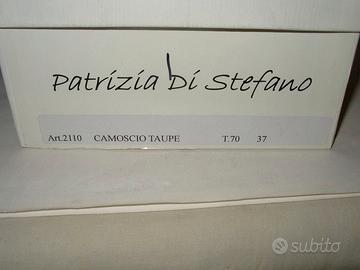 Patrizia Di Stefano
Art.2110 CAMOSCIO TAUPE T.70 37
subito